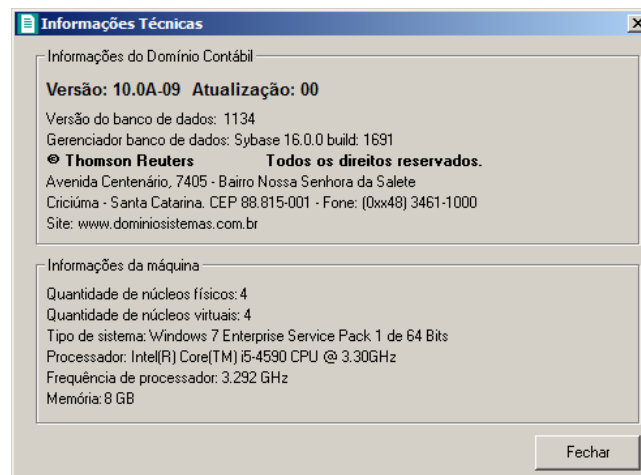 Informações Técnicas
Informações do Domínio Contábil
Versão: 10.0A-09 Atualização: 00
Versão do banco de dados: 1134
Gerenciador banco de dados: Sybase 16.0.0 build: 1691
© Thomson Reuters Todos os direitos reservados.
Avenida Centenário, 7405 - Bairro Nossa Senhora da Salete
Criciúma - Santa Catarina. CEP 88.815-001 - Fone: (0xx48) 3461-1000
Site: www.dominiosistemas.com.br
Informações da máquina
Quantidade de núcleos físicos: 4
Quantidade de núcleos virtuais: 4
Tipo de sistema: Windows 7 Enterprise Service Pack 1 de 64 Bits
Processador: Intel(R) Core(TM) i5-4590 CPU @ 3.30GHz
Frequência de processador: 3.292 GHz
Memória: 8 GB
Fechar